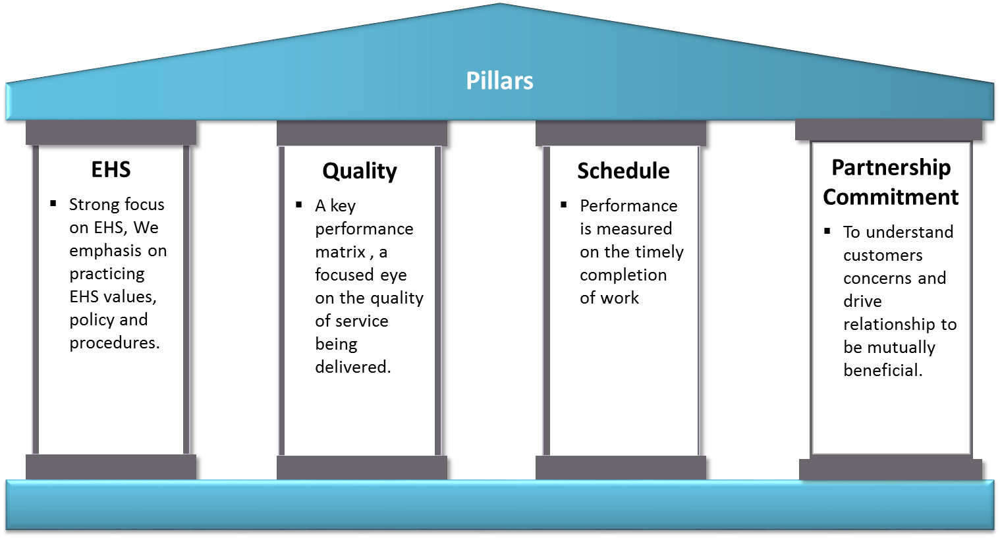 Pillars
EHS
▪ Strong focus
on EHS, We
emphasis on
practicing
EHS values,
policy and
procedures.
Quality
▪ A key
performance
matrix , a
focused eye
on the quality
of service
being
delivered.
Schedule
▪ Performance
is measured
on the timely
completion
of work
Partnership
Commitment
▪ To understand
customers
concerns and
drive
relationship to
be mutually
beneficial.